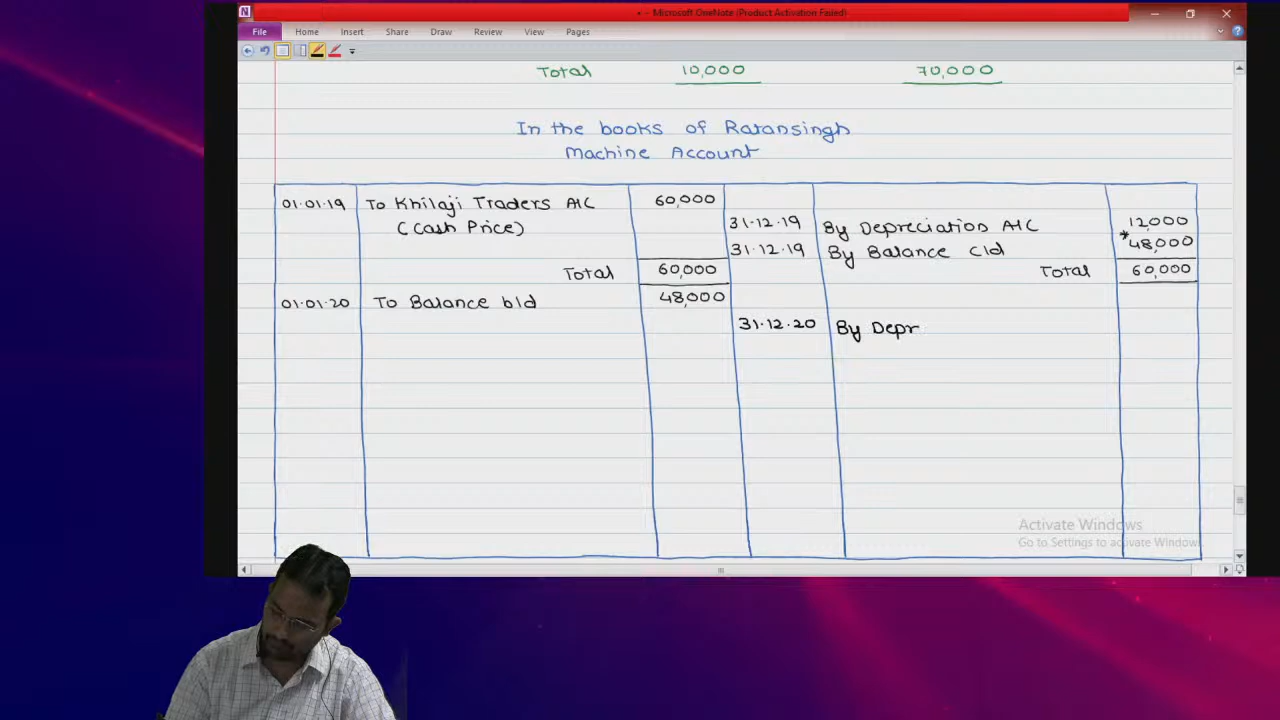 Microsoft OneNote (Product Activation Failed)
File Home Insert Share Draw Review View Pages
Total 10,000 70,000
In the books of Ratansingh
Machine Account
01.01.19 To Khilaji Traders A/C 60,000
(Cash Price) 31.12.19 By Depreciation A/C 12,000
31.12.19 By Balance c/d *48,000
Total 60,000 Total 60,000
01.01.20 To Balance b/d 48,000
31.12.20 By Depr
Activate Windows
Go to Settings to activate Windows.